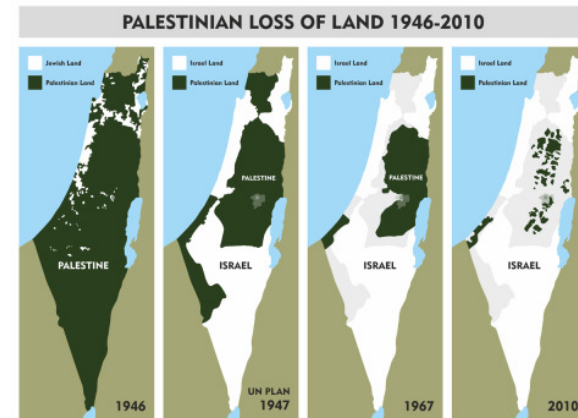 PALESTINIAN LOSS OF LAND 1946-2010
Jewish Land
Palestinian Land
PALESTINE
1946
Israel Land
Palestinian Land
PALESTINE
ISRAEL
UN PLAN
1947
Israel Land
Palestinian Land
PALESTINE
ISRAEL
1967
Israel Land
Palestinian Land
ISRAEL
2010